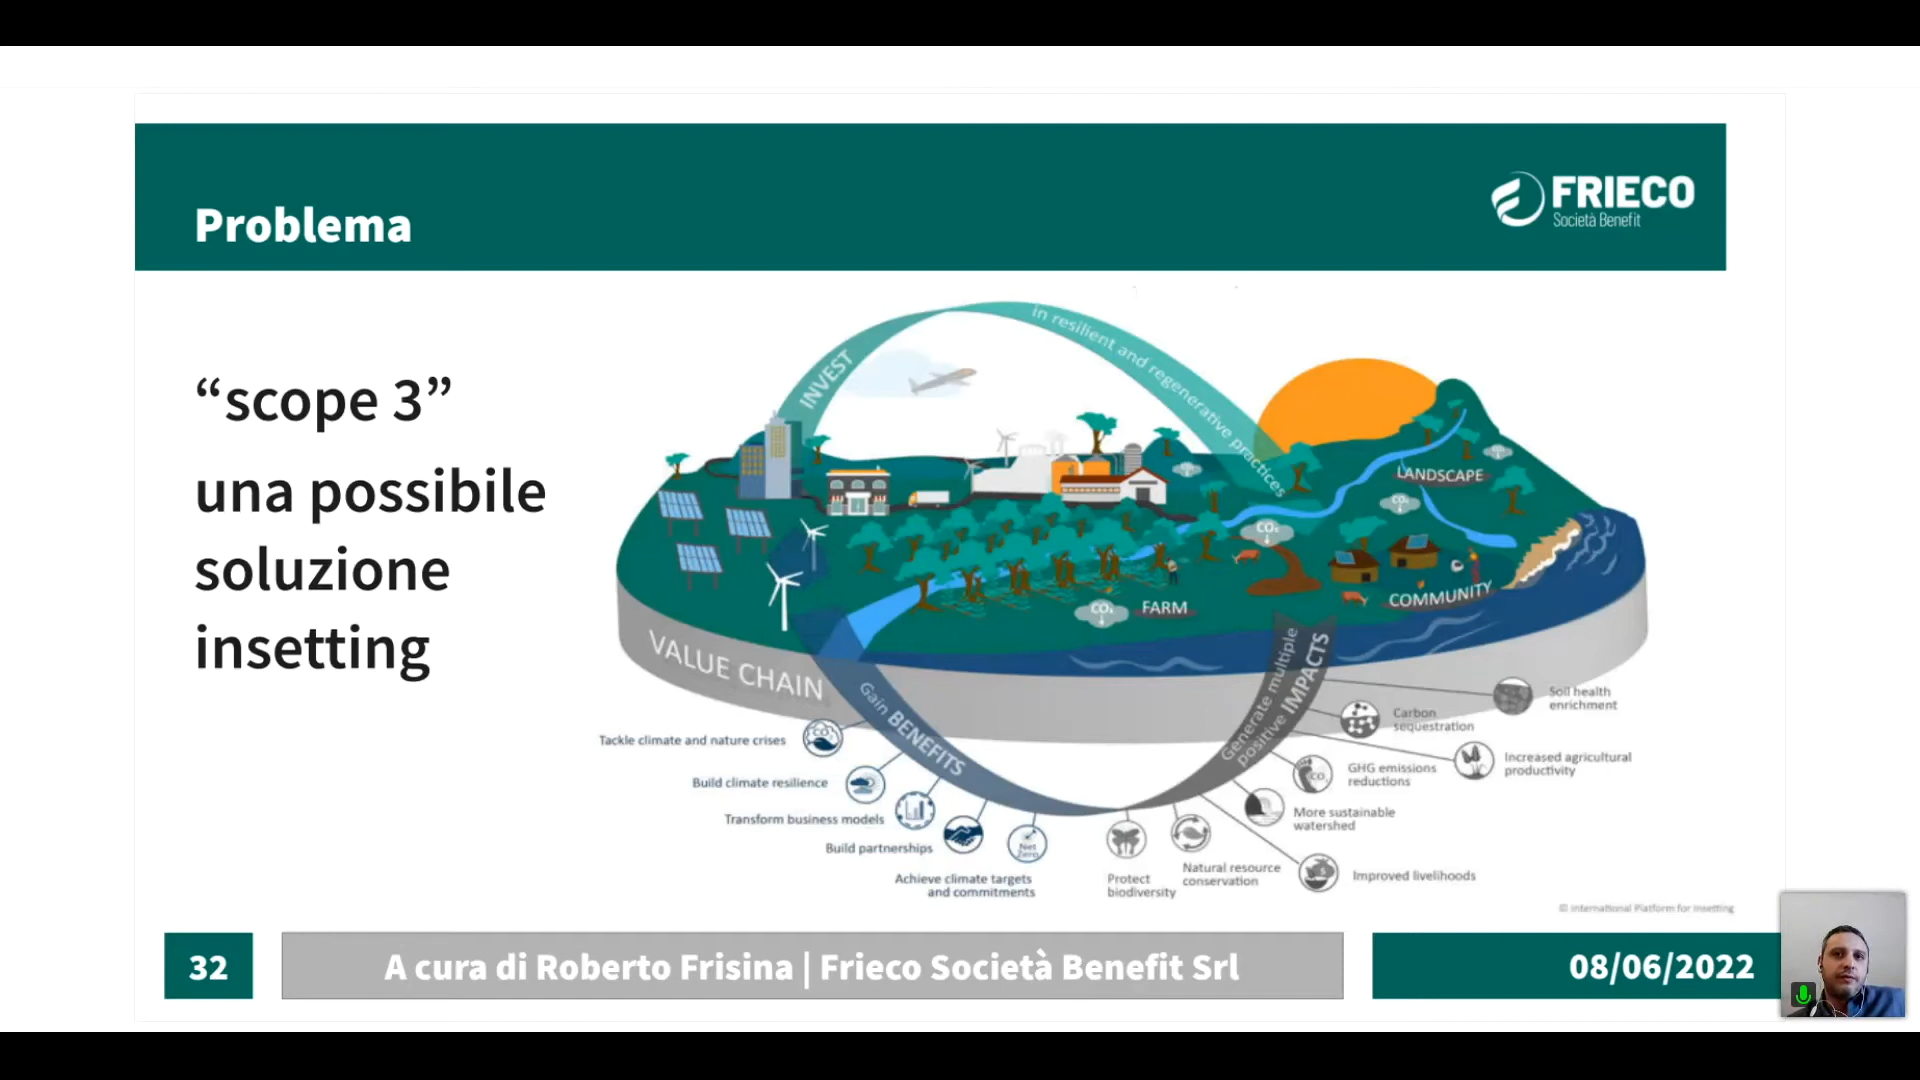 Problema
FRIECO
Società Benefit
“scope 3”
una possibile
soluzione
insetting
INVEST
in resilient and regenerative practices
LANDSCAPE
CO₂
CO₂
COMMUNITY
CO₂
FARM
VALUE CHAIN
Gain BENEFITS
Generate multiple
positive IMPACTS
Tackle climate and nature crises
Build climate resilience
Transform business models
Build partnerships
Net
Zero
Achieve climate targets
and commitments
Protect
biodiversity
Natural resource
conservation
Improved livelihoods
More sustainable
watershed
CO₂
GHG emissions
reductions
Carbon
sequestration
Increased agricultural
productivity
Soil health
enrichment
© International Platform for Insetting
32
A cura di Roberto Frisina | Frieco Società Benefit Srl
08/06/2022